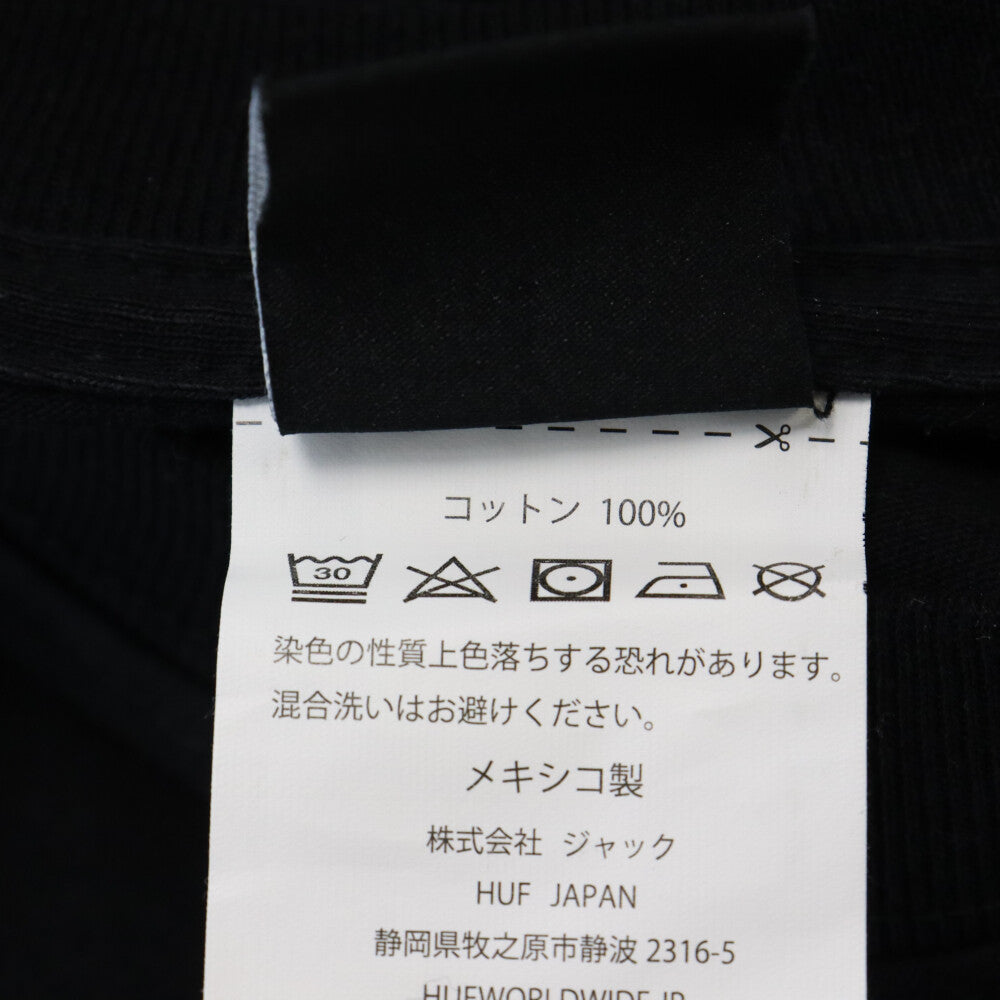 コットン 100%
30
染色の性質上色落ちする恐れがあります。
混合洗いはお避けください。
メキシコ製
株式会社 ジャック
HUF JAPAN
静岡県牧之原市静波 2316-5
HUFWORLDWIDE.JP